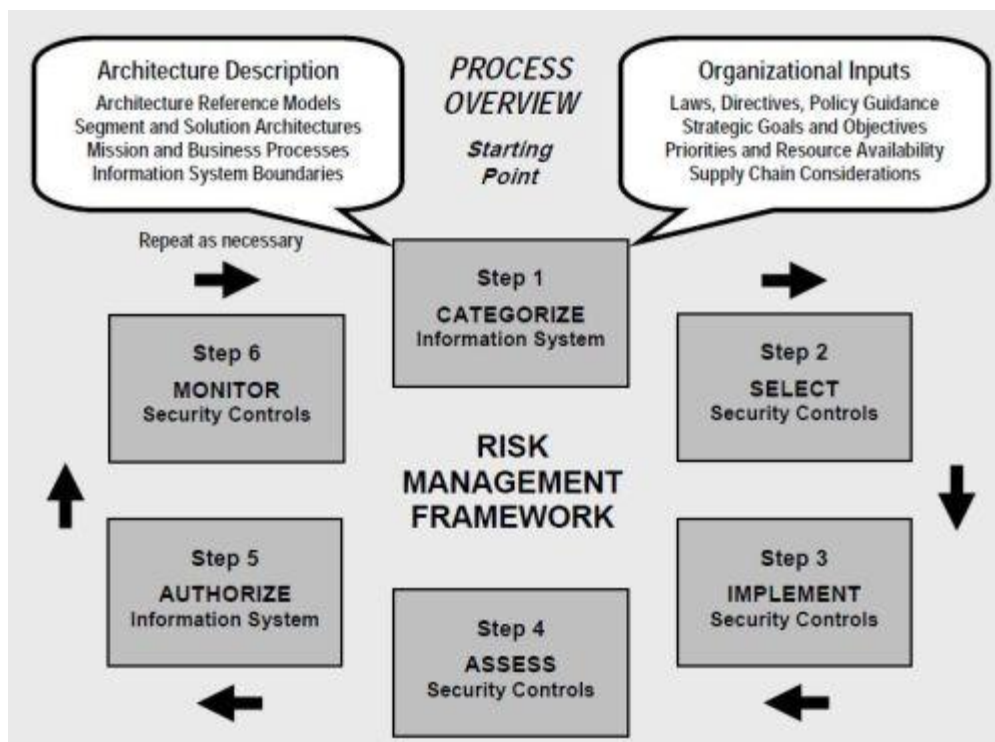 Architecture Description
Architecture Reference Models
Segment and Solution Architectures
Mission and Business Processes
Information System Boundaries
PROCESS
OVERVIEW
Starting
Point
Organizational Inputs
Laws, Directives, Policy Guidance
Strategic Goals and Objectives
Priorities and Resource Availability
Supply Chain Considerations
Repeat as necessary
Step 1
CATEGORIZE
Information System
Step 2
SELECT
Security Controls
Step 3
IMPLEMENT
Security Controls
Step 4
ASSESS
Security Controls
Step 5
AUTHORIZE
Information System
Step 6
MONITOR
Security Controls
RISK
MANAGEMENT
FRAMEWORK